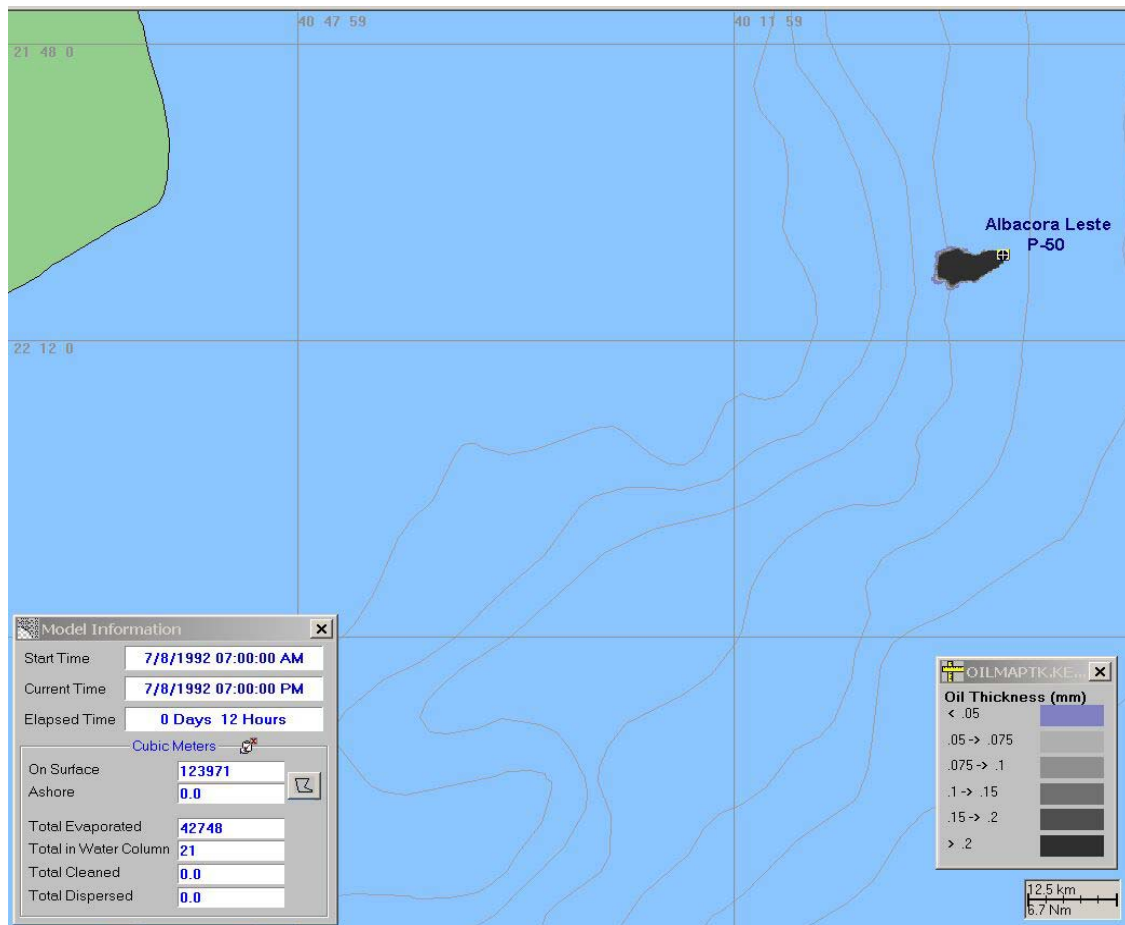 40 47 59
40 11 59
21 48 0
Albacora Leste
P-50
22 12 0
Model Information
Start Time 7/8/1992 07:00:00 AM
Current Time 7/8/1992 07:00:00 PM
Elapsed Time 0 Days 12 Hours
Cubic Meters
On Surface 123971
Ashore 0.0
Total Evaporated 42748
Total in Water Column 21
Total Cleaned 0.0
Total Dispersed 0.0
OILMAPTK.KE...
Oil Thickness (mm)
< .05
.05 -> .075
.075 -> .1
.1 -> .15
.15 -> .2
> .2
12.5 km
6.7 Nm